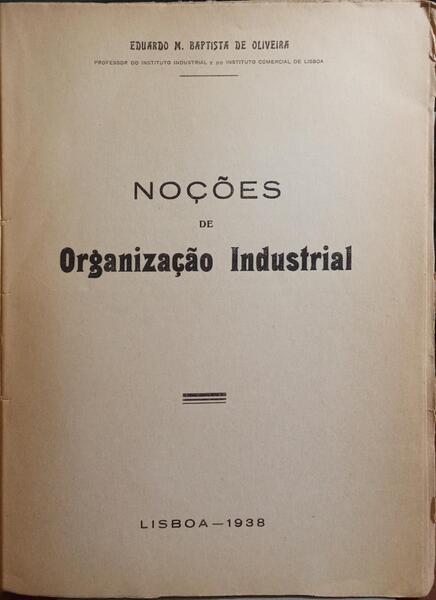 EDUARDO M. BAPTISTA DE OLIVEIRA
PROFESSOR DO INSTITUTO INDUSTRIAL E DO INSTITUTO COMERCIAL DE LISBOA
NOÇÕES
DE
Organização Industrial
LISBOA—1938